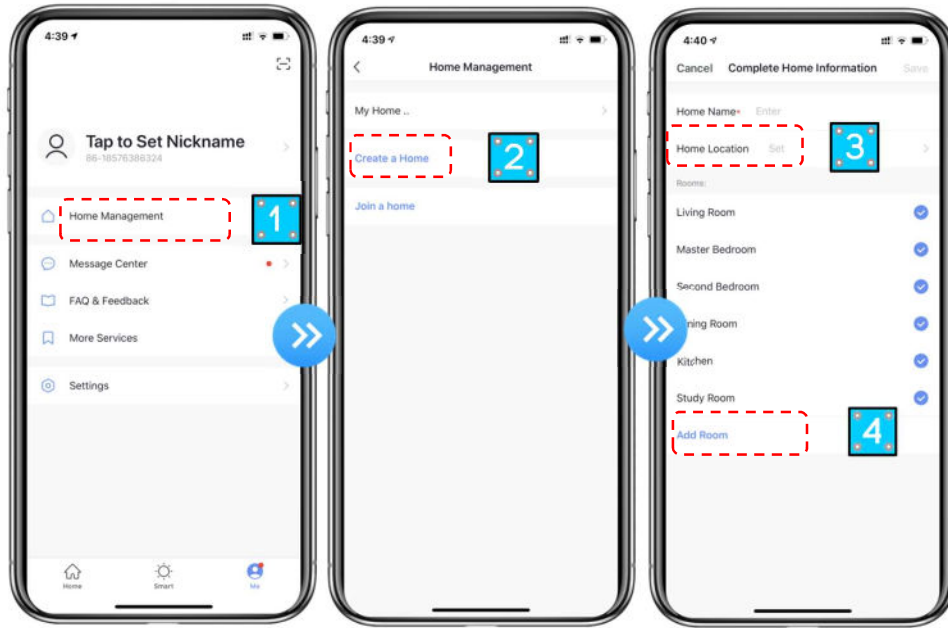 4:39
Tap to Set Nickname
86-18576386324
Home Management
1
Message Center
FAQ & Feedback
More Services
Settings
Home
Smart
Me
4:39
Home Management
My Home ..
Create a Home
2
Join a home
4:40
Cancel Complete Home Information Save
Home Name* Enter
Home Location Set
3
Rooms:
Living Room
Master Bedroom
Second Bedroom
ning Room
Kitchen
Study Room
Add Room
4